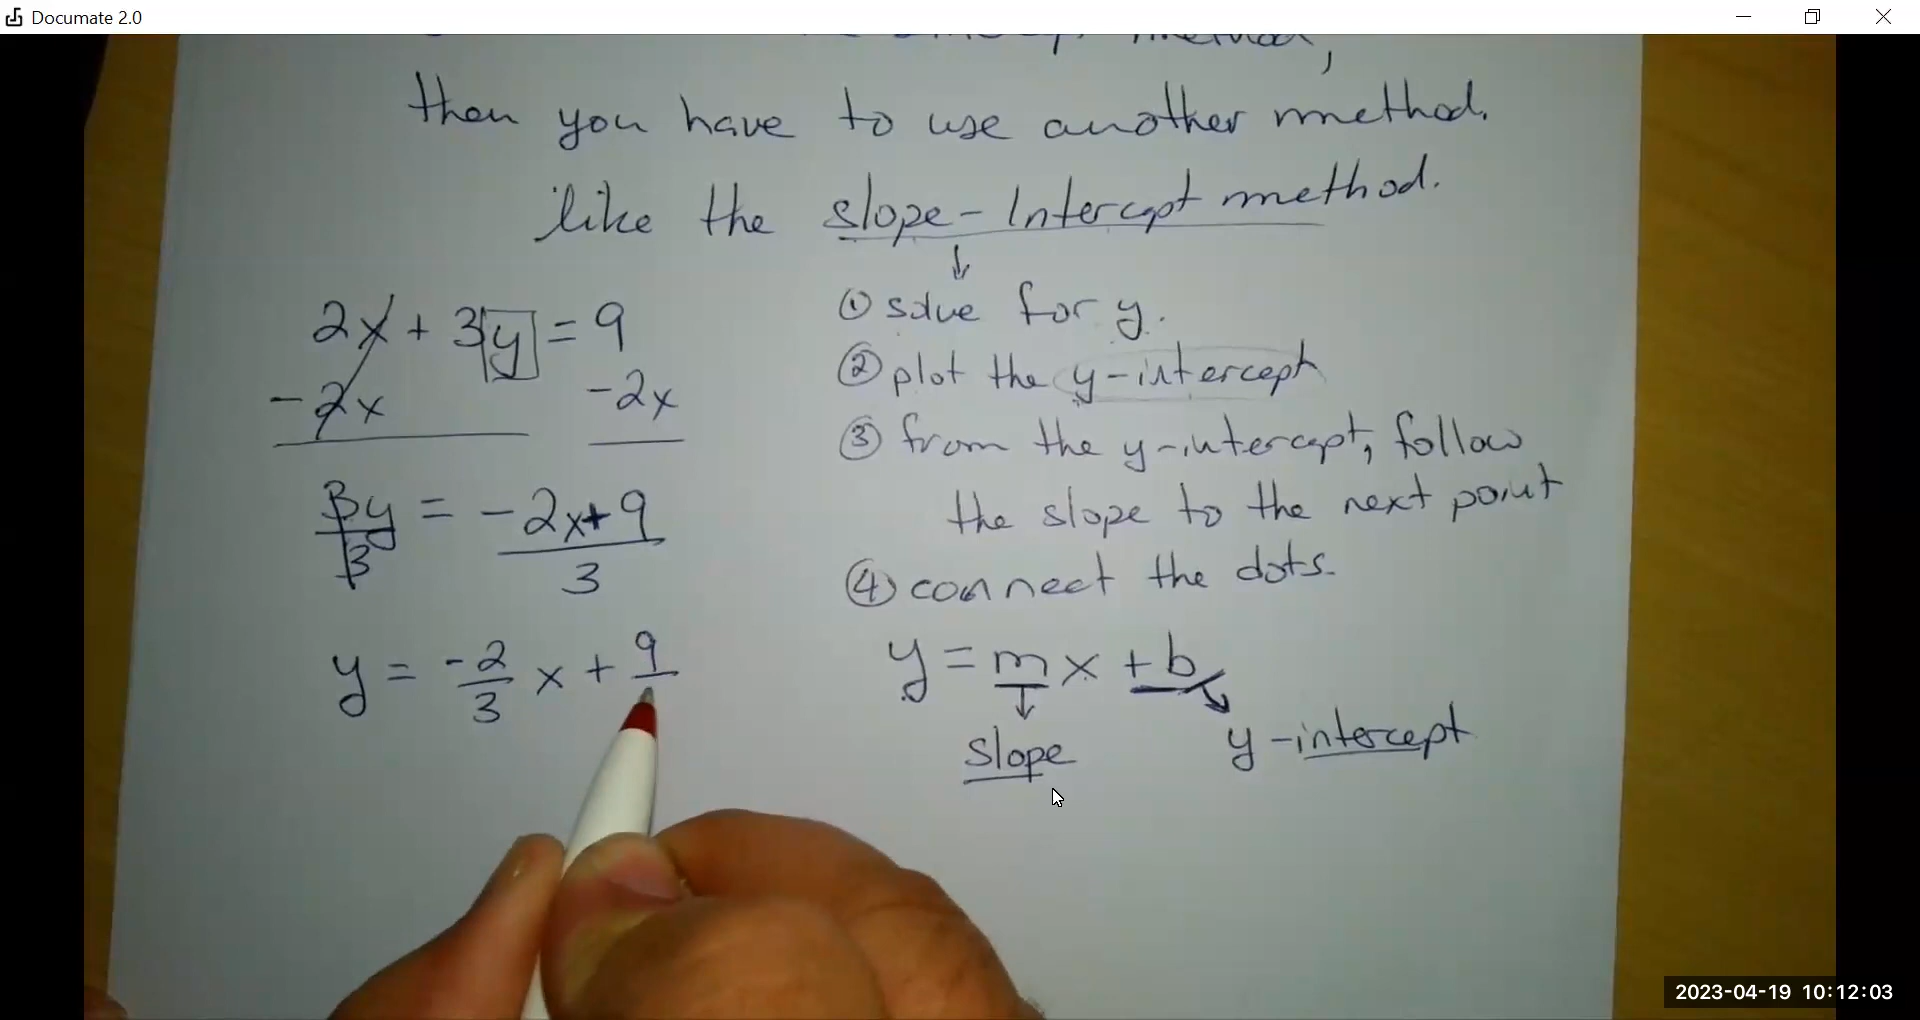 Documate 2.0
method,
then you have to use another method.
like the slope-Intercept method.
2x + 3y = 9
-2x -2x
3y = -2x+9
3 3
y = -2/3 x + 9
① solve for y.
② plot the y-intercept
③ from the y-intercept, follow
the slope to the next point
④ connect the dots.
y = mx + b
slope
y-intercept
2023-04-19 10:12:03